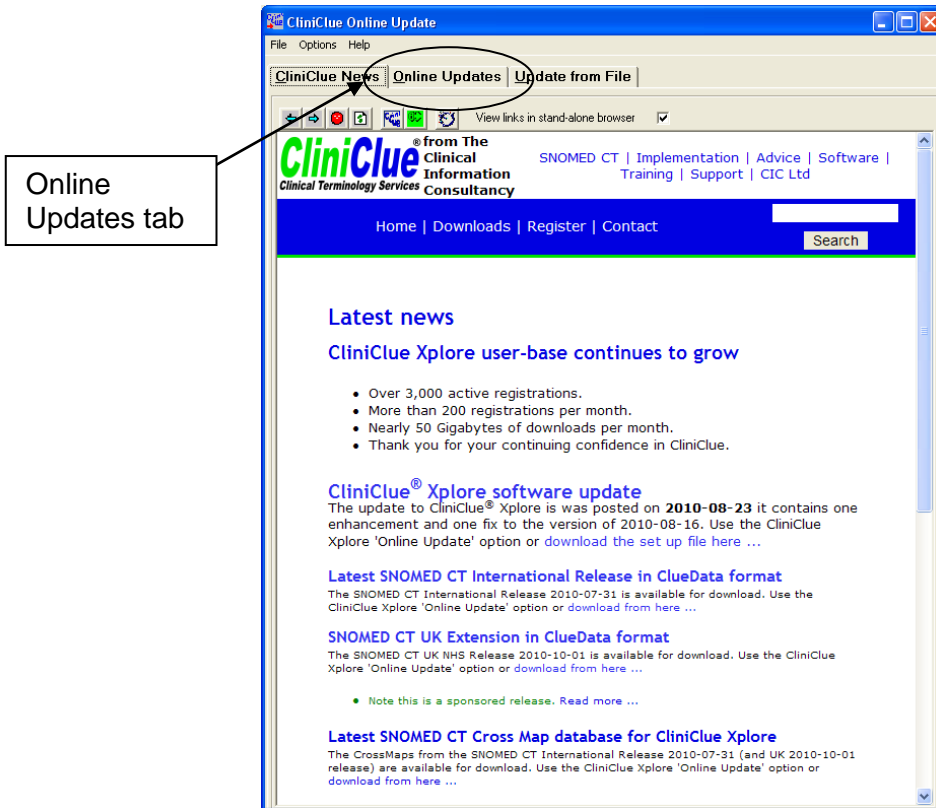 CliniClue Online Update
File Options Help
CliniClue News Online Updates Update from File
View links in stand-alone browser
Online
Updates tab
CliniClue®
Clinical Terminology Services
from The
Clinical
Information
Consultancy
SNOMED CT | Implementation | Advice | Software |
Training | Support | CIC Ltd
Home | Downloads | Register | Contact
Search
Latest news
CliniClue Xplore user-base continues to grow
• Over 3,000 active registrations.
• More than 200 registrations per month.
• Nearly 50 Gigabytes of downloads per month.
• Thank you for your continuing confidence in CliniClue.
CliniClue® Xplore software update
The update to CliniClue® Xplore is was posted on 2010-08-23 it contains one
enhancement and one fix to the version of 2010-08-16. Use the CliniClue
Xplore 'Online Update' option or download the set up file here ...
Latest SNOMED CT International Release in ClueData format
The SNOMED CT International Release 2010-07-31 is available for download. Use the
CliniClue Xplore 'Online Update' option or download from here ...
SNOMED CT UK Extension in ClueData format
The SNOMED CT UK NHS Release 2010-10-01 is available for download. Use the CliniClue
Xplore 'Online Update' option or download from here ...
• Note this is a sponsored release. Read more ...
Latest SNOMED CT Cross Map database for CliniClue Xplore
The CrossMaps from the SNOMED CT International Release 2010-07-31 (and UK 2010-10-01
release) are available for download. Use the CliniClue Xplore 'Online Update' option or
download from here ...